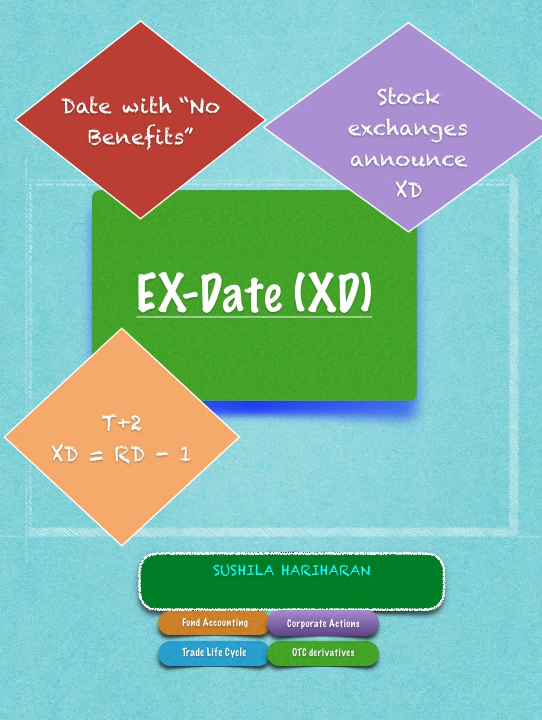 Date with “No
Benefits”
Stock
exchanges
announce
XD
EX-Date (XD)
T+2
XD = RD - 1
SUSHILA HARIHARAN
Fund Accounting
Corporate Actions
Trade Life Cycle
OTC derivatives